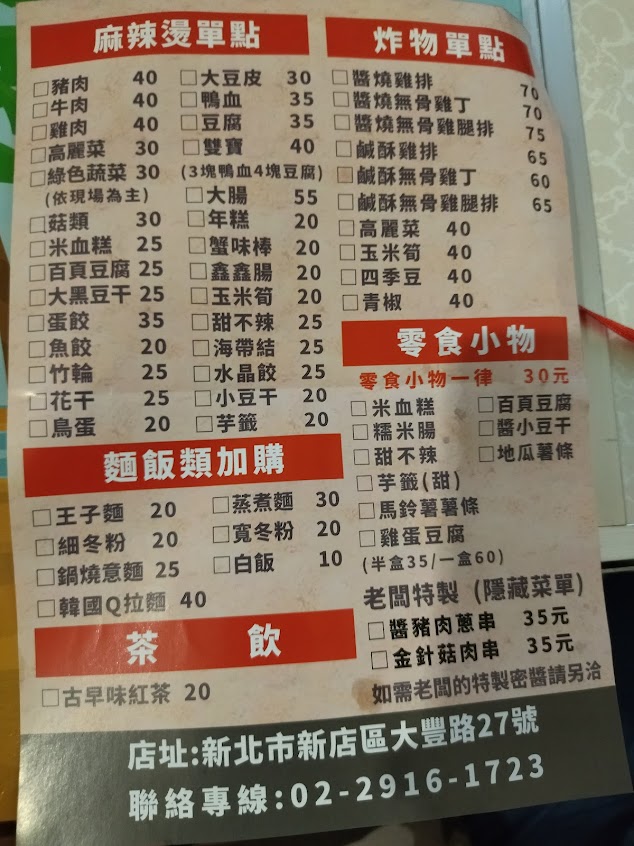 麻辣燙單點
豬肉 40
牛肉 40
雞肉 40
高麗菜 30
綠色蔬菜 30
(依現場為主)
菇類 30
米血糕 25
百頁豆腐 25
大黑豆干 25
蛋餃 35
魚餃 20
竹輪 25
花干 25
鳥蛋 20
大豆皮 30
鴨血 35
豆腐 35
雙寶 40
(3塊鴨血4塊豆腐)
大腸 55
年糕 20
蟹味棒 20
鑫鑫腸 20
玉米筍 20
甜不辣 25
海帶結 25
水晶餃 25
小豆干 20
芋籤 20
麵飯類加購
王子麵 20
細冬粉 20
鍋燒意麵 25
韓國Q拉麵 40
蒸煮麵 30
寬冬粉 20
白飯 10
茶飲
古早味紅茶 20
炸物單點
醬燒雞排 70
醬燒無骨雞丁 70
醬燒無骨雞腿排 75
鹹酥雞排 65
鹹酥無骨雞丁 60
鹹酥無骨雞腿排 65
高麗菜 40
玉米筍 40
四季豆 40
青椒 40
零食小物
零食小物一律 30元
米血糕
糯米腸
甜不辣
芋籤(甜)
馬鈴薯薯條
雞蛋豆腐
(半盒35/一盒60)
百頁豆腐
醬小豆干
地瓜薯條
老闆特製 (隱藏菜單)
醬豬肉蔥串 35元
金針菇肉串 35元
如需老闆的特製密醬請另洽
店址:新北市新店區大豐路27號
聯絡專線:02-2916-1723